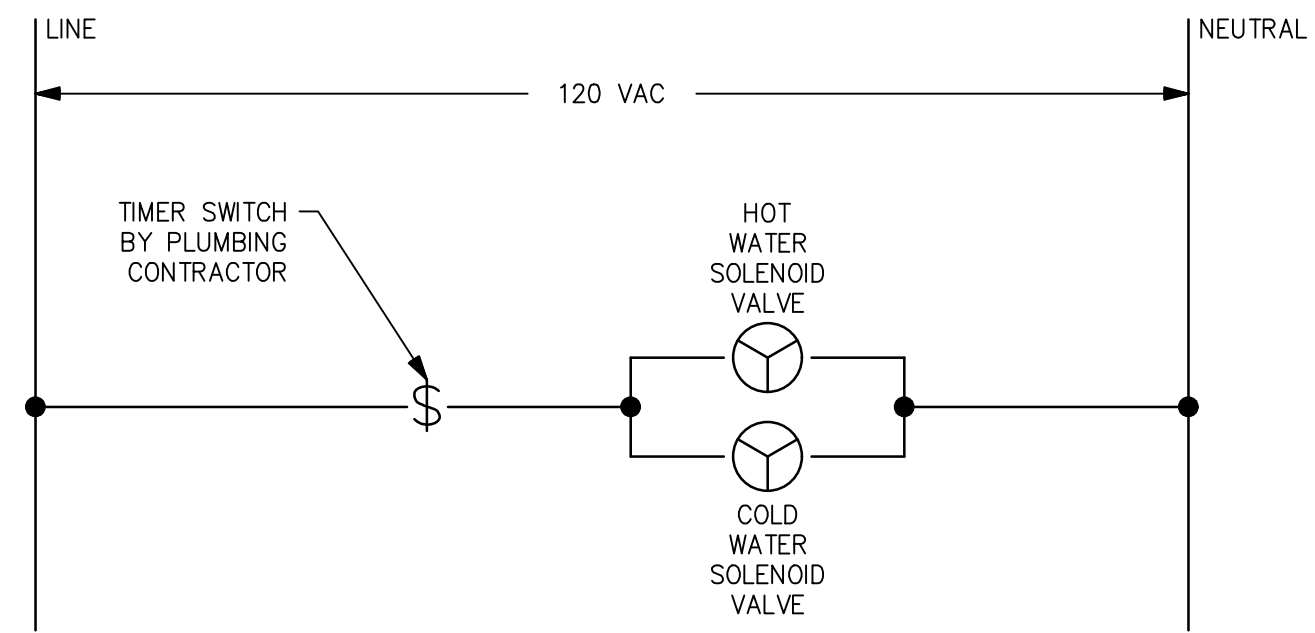 LINE
NEUTRAL
120 VAC
TIMER SWITCH
BY PLUMBING
CONTRACTOR
HOT
WATER
SOLENOID
VALVE
$
COLD
WATER
SOLENOID
VALVE